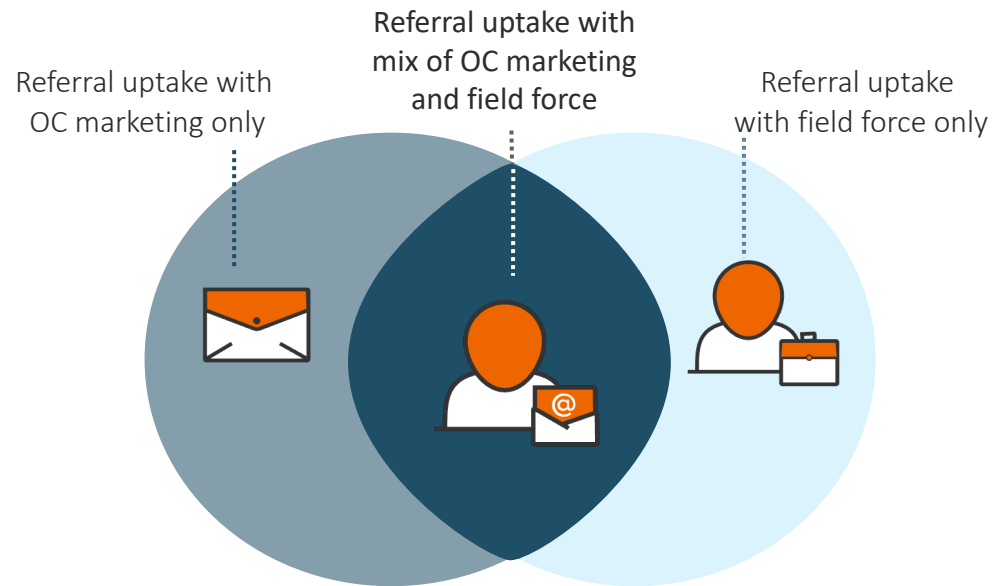 Referral uptake with
OC marketing only
Referral uptake with
mix of OC marketing
and field force
Referral uptake
with field force only
@